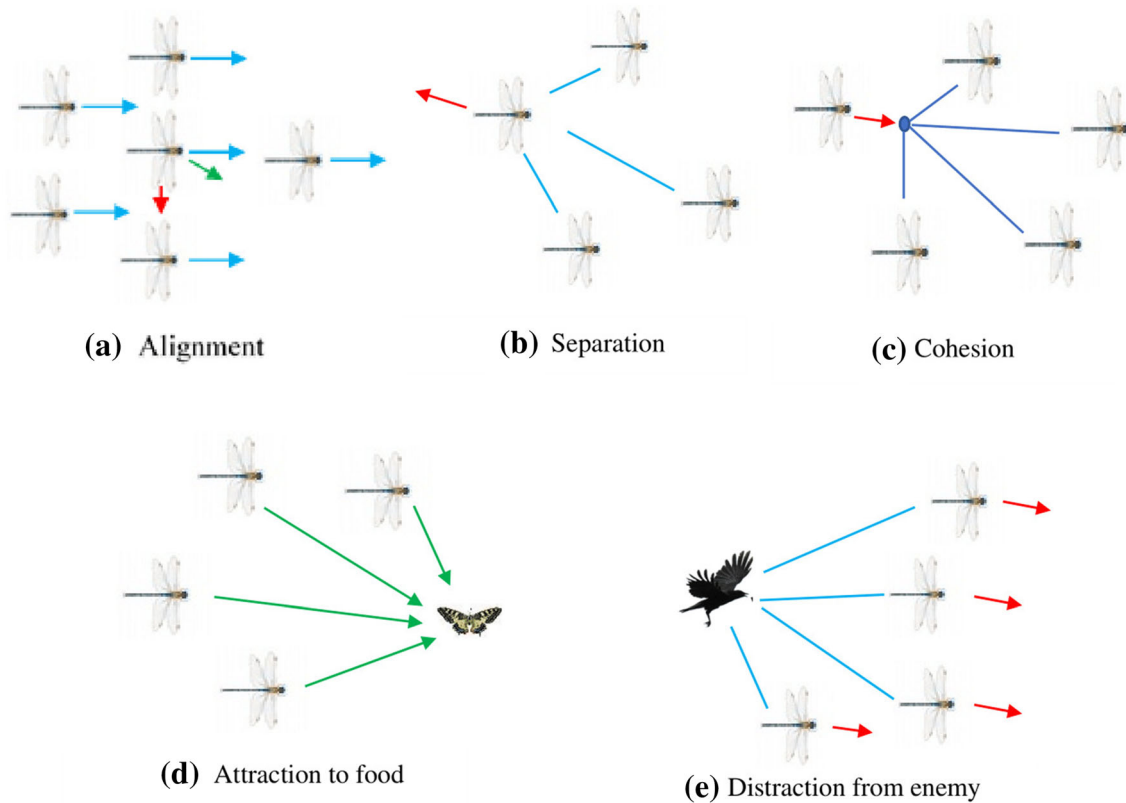 (a) Alignment
(b) Separation
(c) Cohesion
(d) Attraction to food
(e) Distraction from enemy